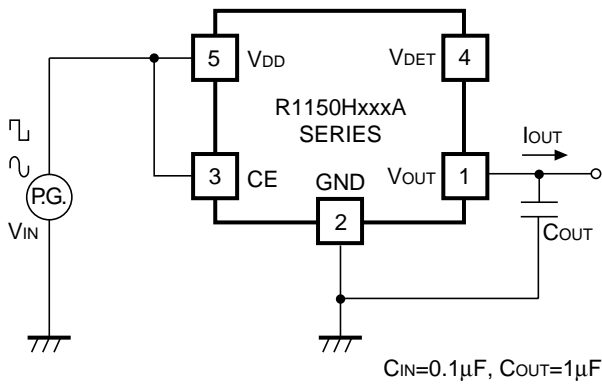 5 VDD
VDET 4
R1150HxxxA
SERIES
IOUT
3 CE
GND
VOUT 1
P.G.
2
VIN
COUT
CIN=0.1μF, COUT=1μF